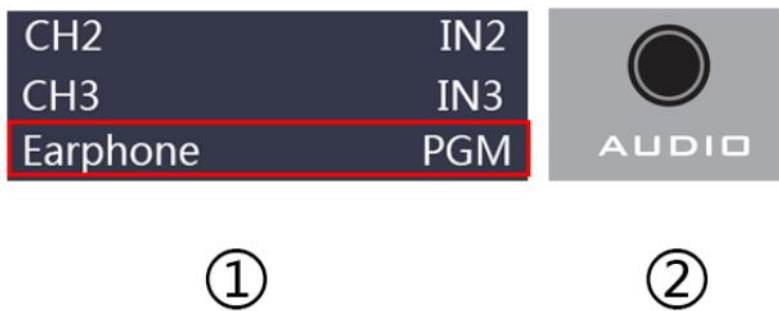 CH2 IN2
CH3 IN3
Earphone PGM
AUDIO
① ②